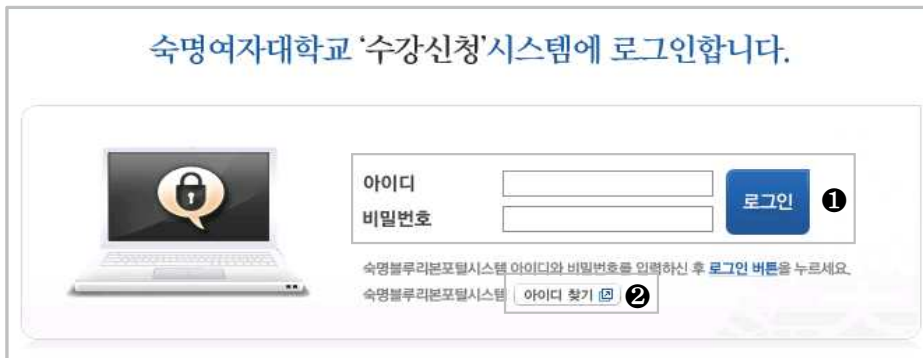 숙명여자대학교 '수강신청'시스템에 로그인합니다.
아이디
비밀번호
로그인 ❶
숙명블루리본포털시스템 아이디와 비밀번호를 입력하신 후 로그인 버튼을 누르세요.
숙명블루리본포털시스템 아이디 찾기 ❷